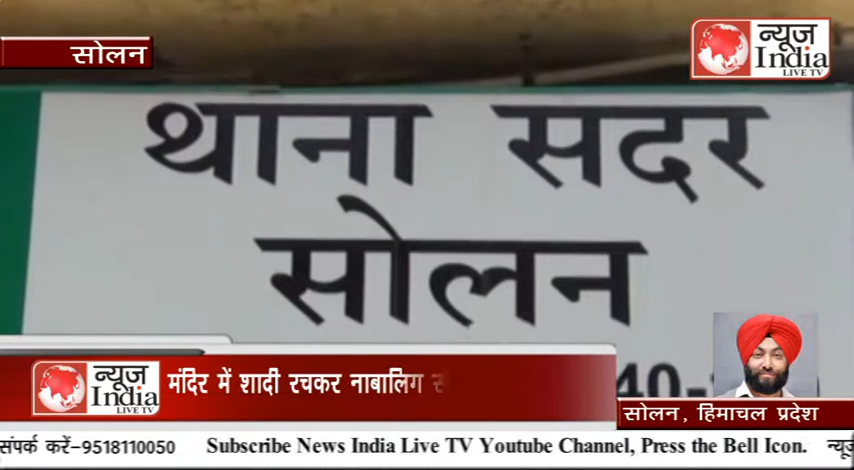 सोलन
न्यूज़
India
LIVE TV
थाना सदर
सोलन
40-
न्यूज़
India
LIVE TV
मंदिर में शादी रचकर नाबालिग
सोलन, हिमाचल प्रदेश
संपर्क करें-9518110050 Subscribe News India Live TV Youtube Channel, Press the Bell Icon. न्यूज़